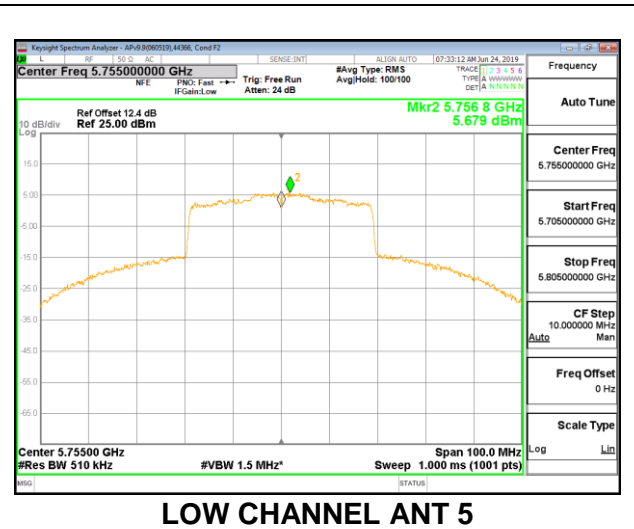 Keysight Spectrum Analyzer - APv9.9(060519),44366, Cond F2
L RF 50 Ω AC SENSE:INT ALIGN AUTO 07:33:12 AM Jun 24, 2019
Center Freq 5.755000000 GHz
NFE PNO: Fast Trig: Free Run #Avg Type: RMS TRACE 1 2 3 4 5 6
IFGain:Low Atten: 24 dB Avg|Hold: 100/100 TYPE A WWWWW
DET A N N N N N
Frequency
Auto Tune
Mkr2 5.756 8 GHz
5.679 dBm
Ref Offset 12.4 dB
10 dB/div Ref 25.00 dBm
Log
15.0
5.00
-5.00
-15.0
-25.0
-35.0
-45.0
-55.0
-65.0
2
Center Freq
5.755000000 GHz
Start Freq
5.705000000 GHz
Stop Freq
5.805000000 GHz
CF Step
10.000000 MHz
Auto Man
Freq Offset
0 Hz
Scale Type
Log Lin
Center 5.75500 GHz Span 100.0 MHz
#Res BW 510 kHz #VBW 1.5 MHz* Sweep 1.000 ms (1001 pts)
MSG STATUS
LOW CHANNEL ANT 5